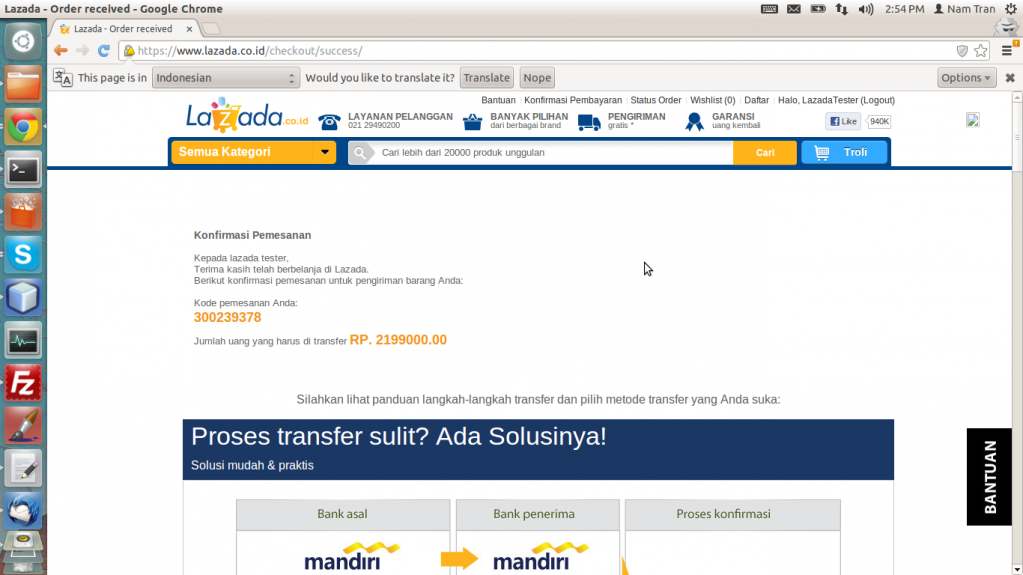 Lazada - Order received - Google Chrome
2:54 PM
Nam Tran
Lazada - Order received
https://www.lazada.co.id/checkout/success/
This page is in
Indonesian
Would you like to translate it?
Translate
Nope
Options
Bantuan
Konfirmasi Pembayaran
Status Order
Wishlist (0)
Daftar
Halo, LazadaTester (Logout)
LaZada.co.id
LAYANAN PELANGGAN
021 29490200
BANYAK PILIHAN
dari berbagai brand
PENGIRIMAN
gratis *
GARANSI
uang kembali
Like
940K
Semua Kategori
Cari lebih dari 20000 produk unggulan
Cari
Troli
Konfirmasi Pemesanan
Kepada lazada tester,
Terima kasih telah berbelanja di Lazada.
Berikut konfirmasi pemesanan untuk pengiriman barang Anda:
Kode pemesanan Anda:
300239378
Jumlah uang yang harus di transfer RP. 2199000.00
Silahkan lihat panduan langkah-langkah transfer dan pilih metode transfer yang Anda suka:
Proses transfer sulit? Ada Solusinya!
Solusi mudah & praktis
BANTUAN
Bank asal
Bank penerima
Proses konfirmasi
mandırı
mandırı